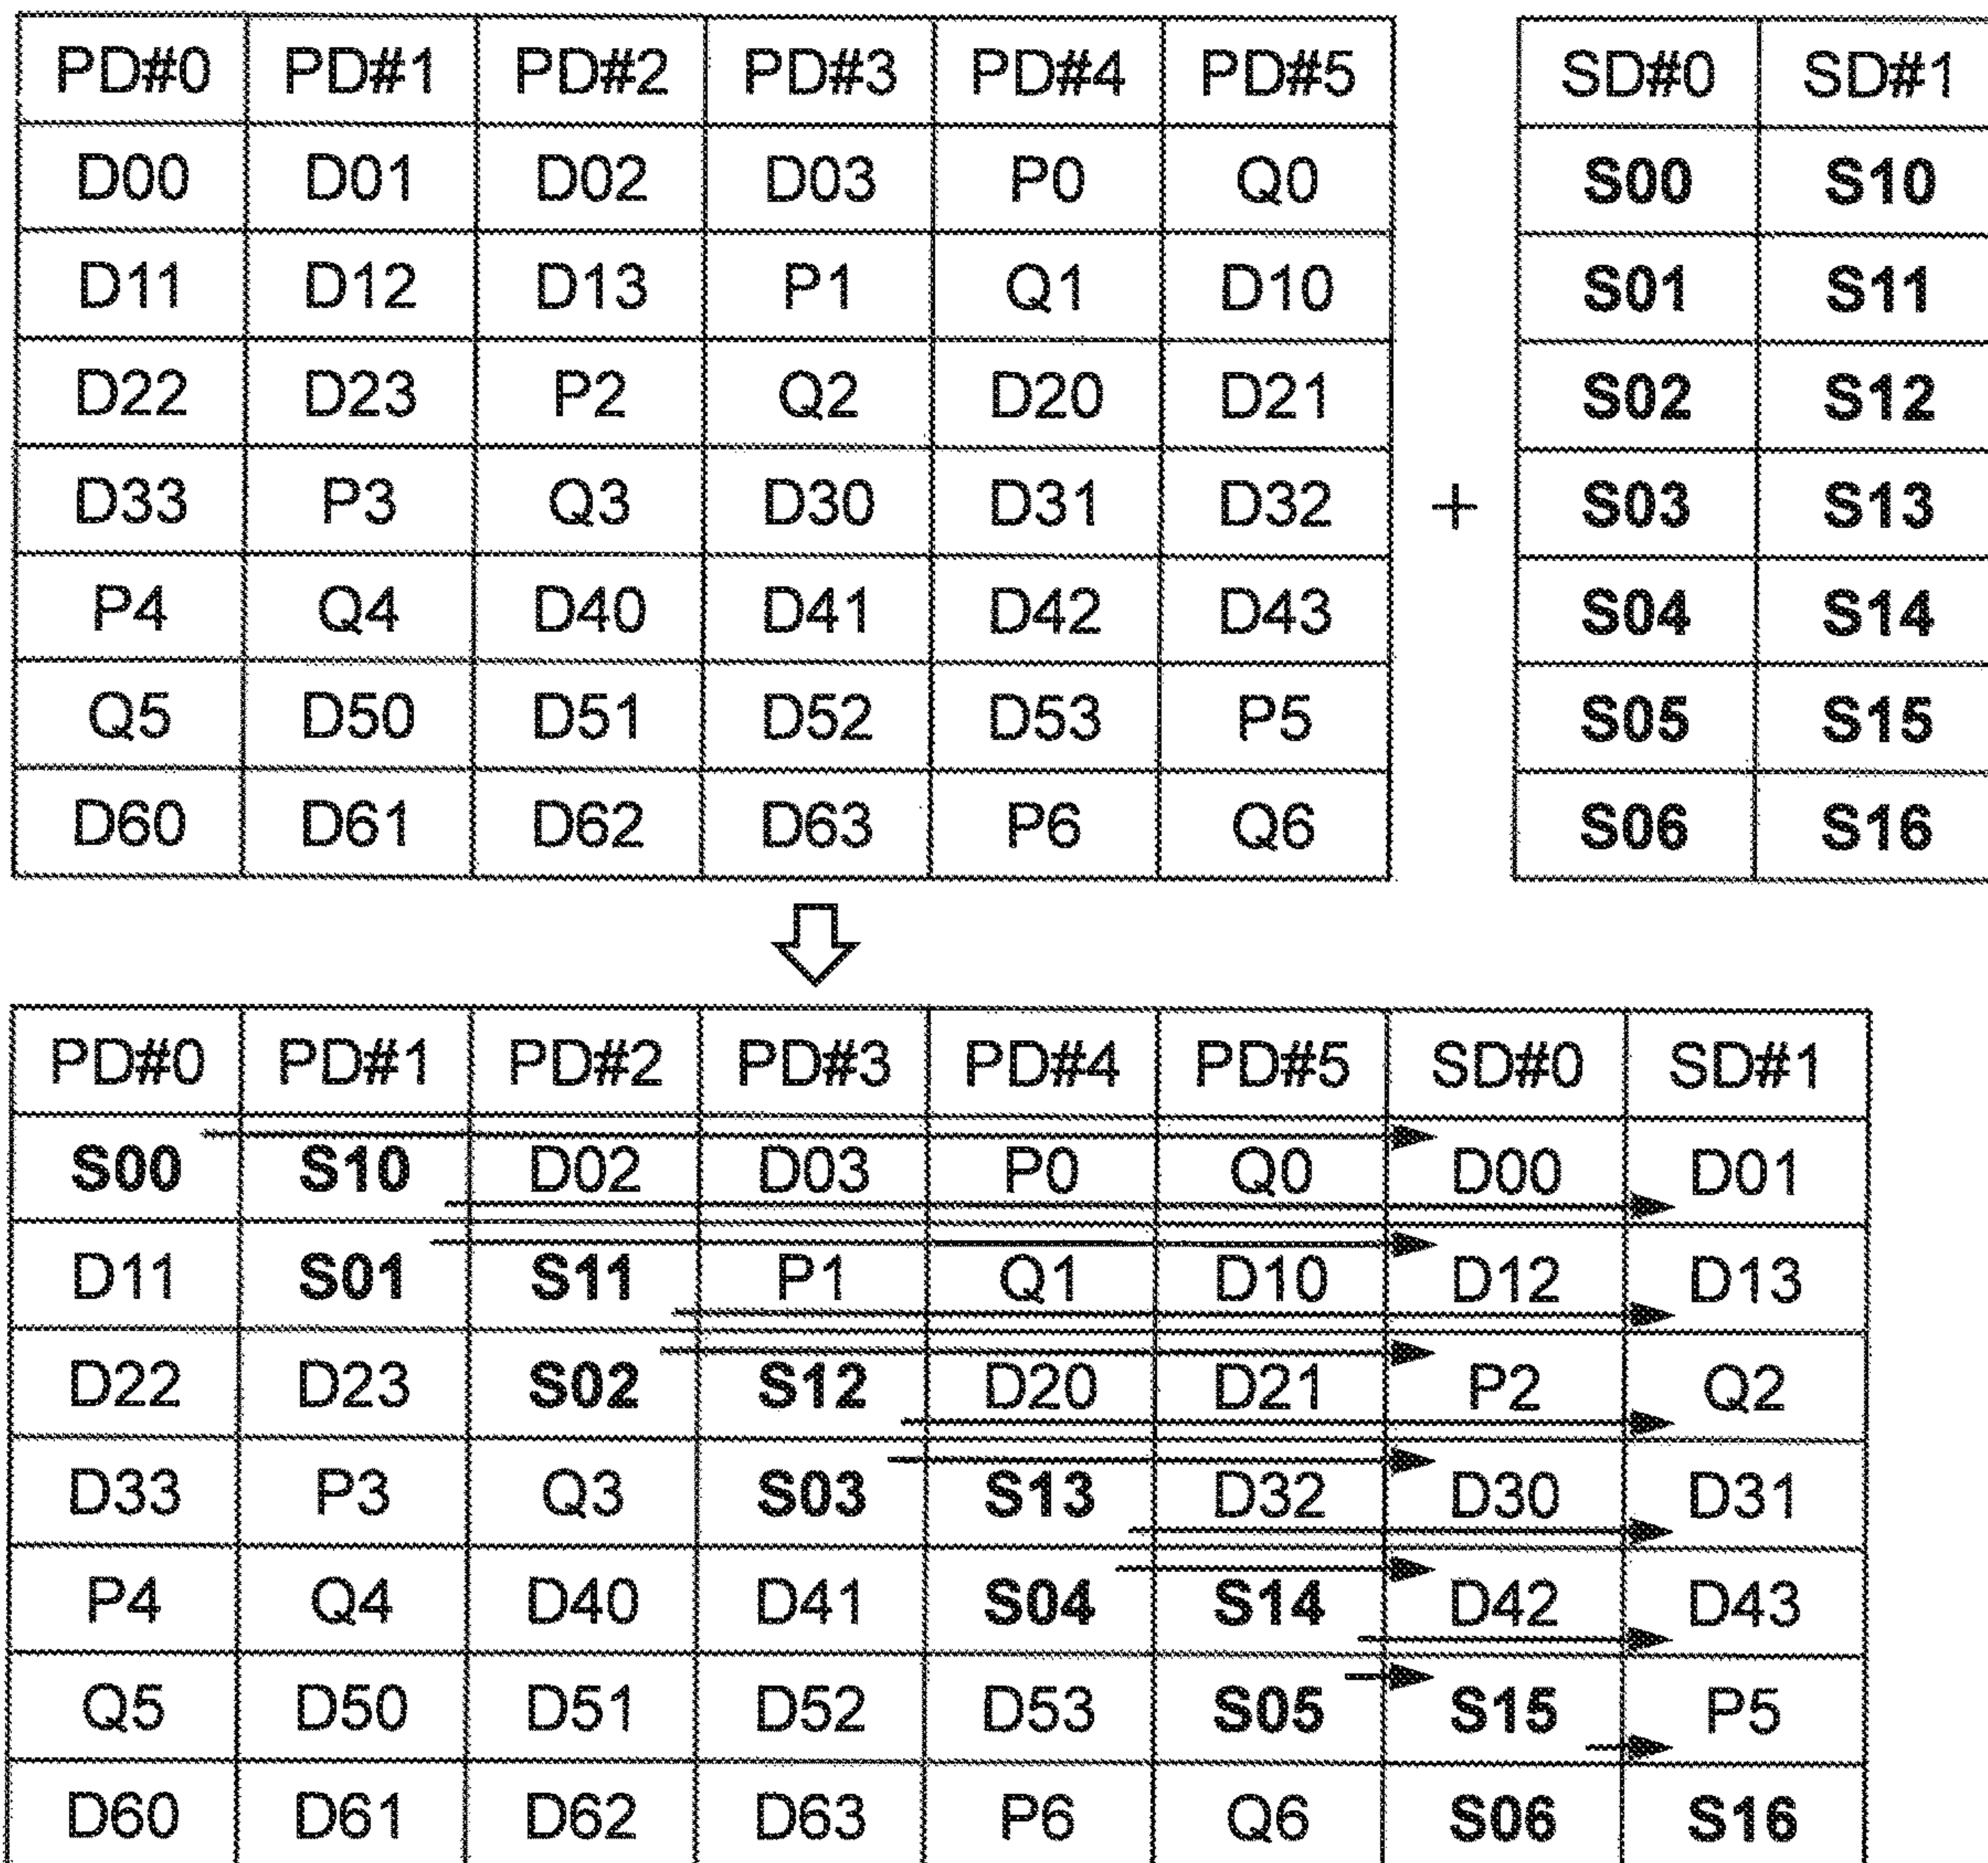 PD#0 PD#1 PD#2 PD#3 PD#4 PD#5 SD#0 SD#1
D00 D01 D02 D03 P0 Q0 S00 S10
D11 D12 D13 P1 Q1 D10 S01 S11
D22 D23 P2 Q2 D20 D21 S02 S12
D33 P3 Q3 D30 D31 D32 + S03 S13
P4 Q4 D40 D41 D42 D43 S04 S14
Q5 D50 D51 D52 D53 P5 S05 S15
D60 D61 D62 D63 P6 Q6 S06 S16
PD#0 PD#1 PD#2 PD#3 PD#4 PD#5 SD#0 SD#1
S00 S10 D02 D03 P0 Q0 D00 D01
D11 S01 S11 P1 Q1 D10 D12 D13
D22 D23 S02 S12 D20 D21 P2 Q2
D33 P3 Q3 S03 S13 D32 D30 D31
P4 Q4 D40 D41 S04 S14 D42 D43
Q5 D50 D51 D52 D53 S05 S15 P5
D60 D61 D62 D63 P6 Q6 S06 S16